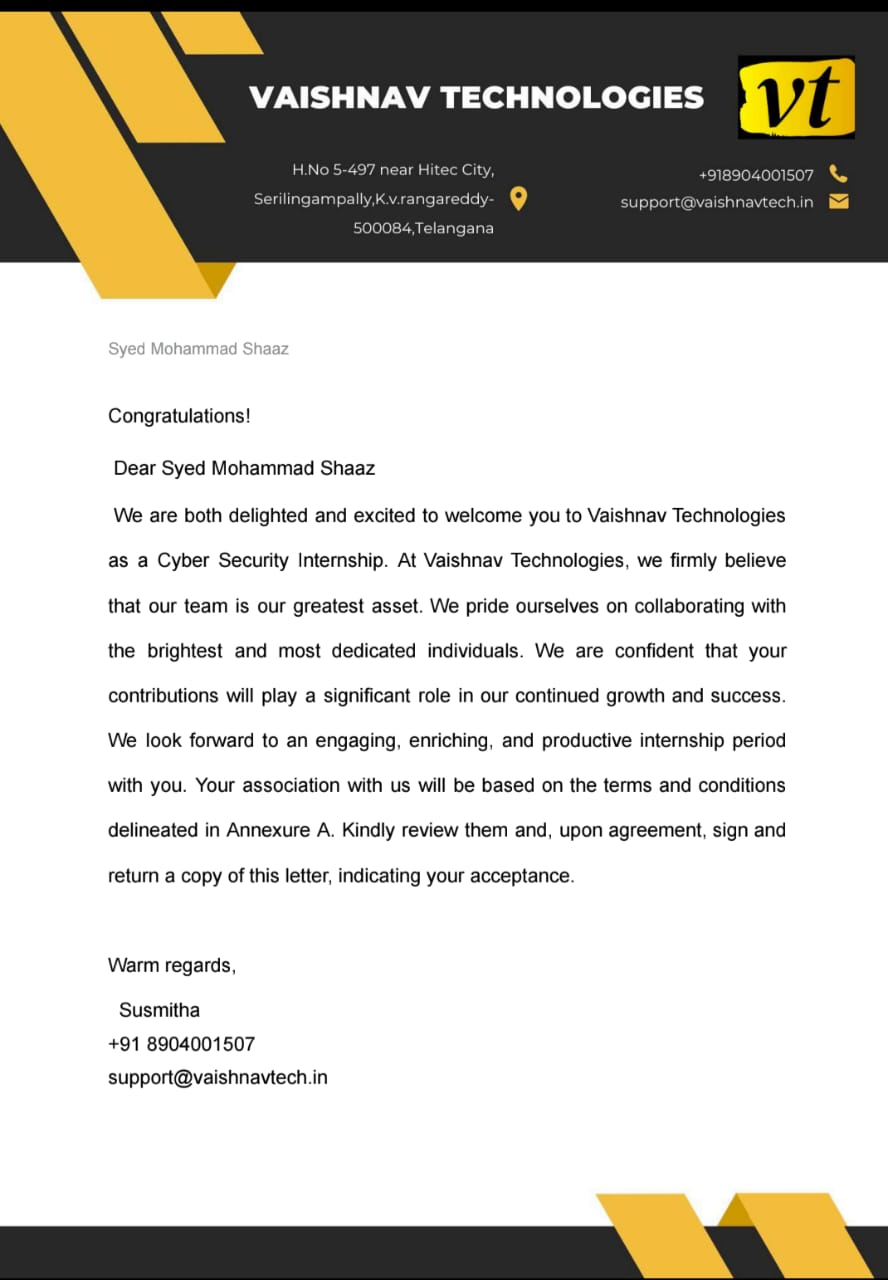 VAISHNAV TECHNOLOGIES
vt
H.No 5-497 near Hitec City,
Serilingampally,K.v.rangareddy-
500084,Telangana
+918904001507
support@vaishnavtech.in
Syed Mohammad Shaaz
Congratulations!
Dear Syed Mohammad Shaaz
We are both delighted and excited to welcome you to Vaishnav Technologies
as a Cyber Security Internship. At Vaishnav Technologies, we firmly believe
that our team is our greatest asset. We pride ourselves on collaborating with
the brightest and most dedicated individuals. We are confident that your
contributions will play a significant role in our continued growth and success.
We look forward to an engaging, enriching, and productive internship period
with you. Your association with us will be based on the terms and conditions
delineated in Annexure A. Kindly review them and, upon agreement, sign and
return a copy of this letter, indicating your acceptance.
Warm regards,
Susmitha
+91 8904001507
support@vaishnavtech.in